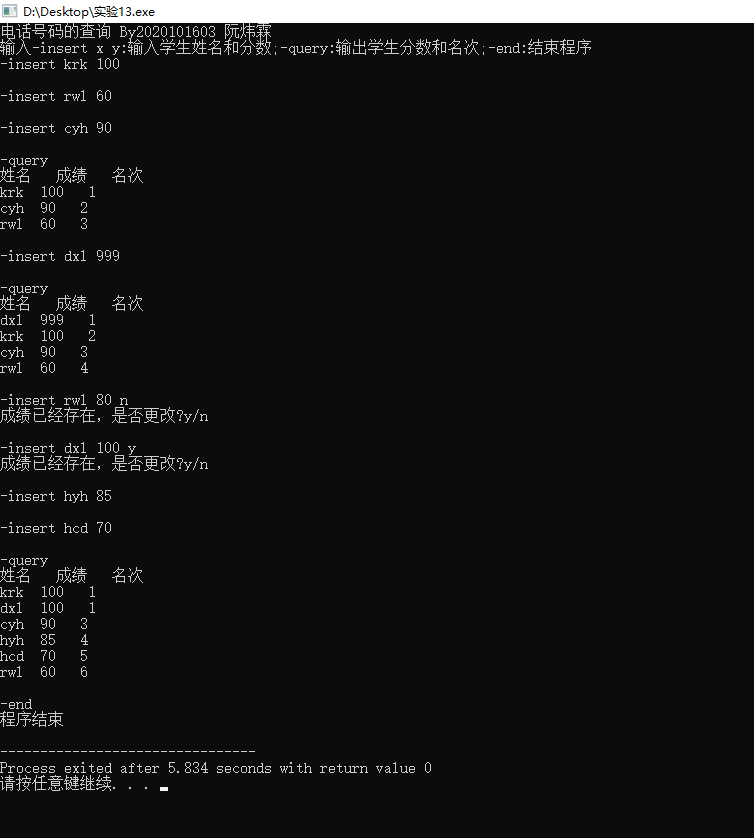 D:\Desktop\实验13.exe
电话号码的查询 By2020101603 阮炜霖
输入-insert x y:输入学生姓名和分数;-query:输出学生分数和名次;-end:结束程序
-insert krk 100
-insert rwl 60
-insert cyh 90
-query
姓名 成绩 名次
krk 100 1
cyh 90 2
rwl 60 3
-insert dxl 999
-query
姓名 成绩 名次
dxl 999 1
krk 100 2
cyh 90 3
rwl 60 4
-insert rwl 80 n
成绩已经存在，是否更改?y/n
-insert dxl 100 y
成绩已经存在，是否更改?y/n
-insert hyh 85
-insert hcd 70
-query
姓名 成绩 名次
krk 100 1
dxl 100 1
cyh 90 3
hyh 85 4
hcd 70 5
rwl 60 6
-end
程序结束
--------------------------------
Process exited after 5.834 seconds with return value 0
请按任意键继续. . .